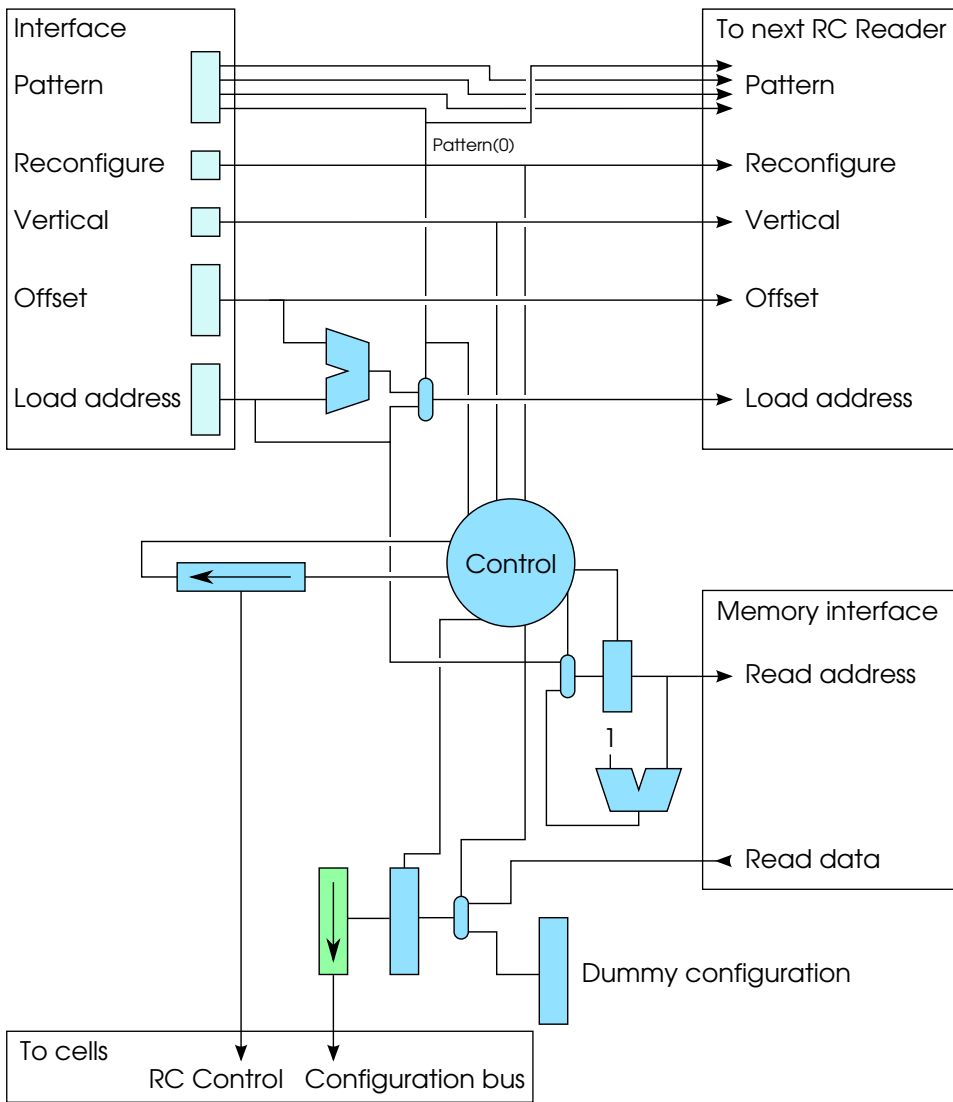 Interface
Pattern
Reconfigure
Vertical
Offset
Load address
Pattern(0)
To next RC Reader
Pattern
Reconfigure
Vertical
Offset
Load address
Control
Memory interface
Read address
1
Read data
Dummy configuration
To cells
RC Control
Configuration bus